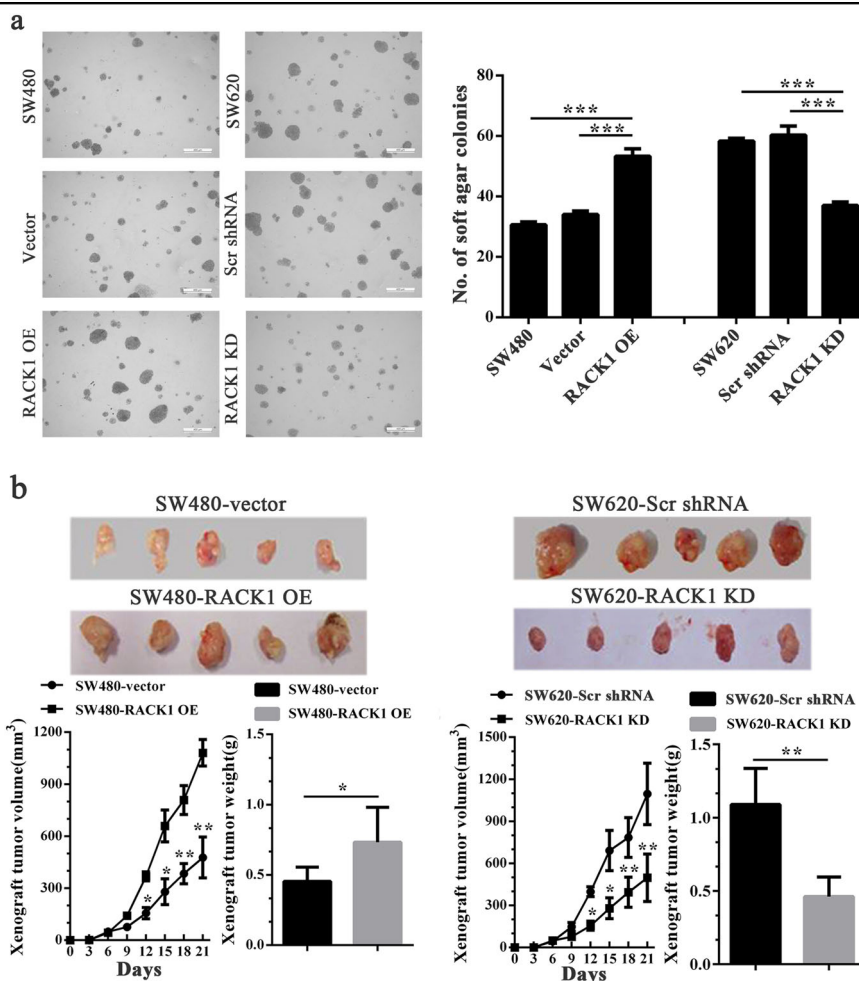 a
SW480
SW620
Vector
Scr shRNA
RACK1 OE
RACK1 KD
No. of soft agar colonies
80
60
40
20
0
***
***
***
***
SW480
Vector
RACK1 OE
SW620
Scr shRNA
RACK1 KD
b
SW480-vector
SW480-RACK1 OE
SW620-Scr shRNA
SW620-RACK1 KD
SW480-vector
SW480-RACK1 OE
Xenograft tumor volume(mm³)
1200
900
600
300
0
*
*
**
**
0 3 6 9 12 15 18 21
Days
SW480-vector
SW480-RACK1 OE
Xenograft tumor weight(g)
1.5
1.0
0.5
0.0
*
SW620-Scr shRNA
SW620-RACK1 KD
Xenograft tumor volume(mm³)
1500
1200
900
600
300
0
*
*
**
**
0 3 6 9 12 15 18 21
Days
SW620-Scr shRNA
SW620-RACK1 KD
Xenograft tumor weight(g)
1.5
1.0
0.5
0.0
**